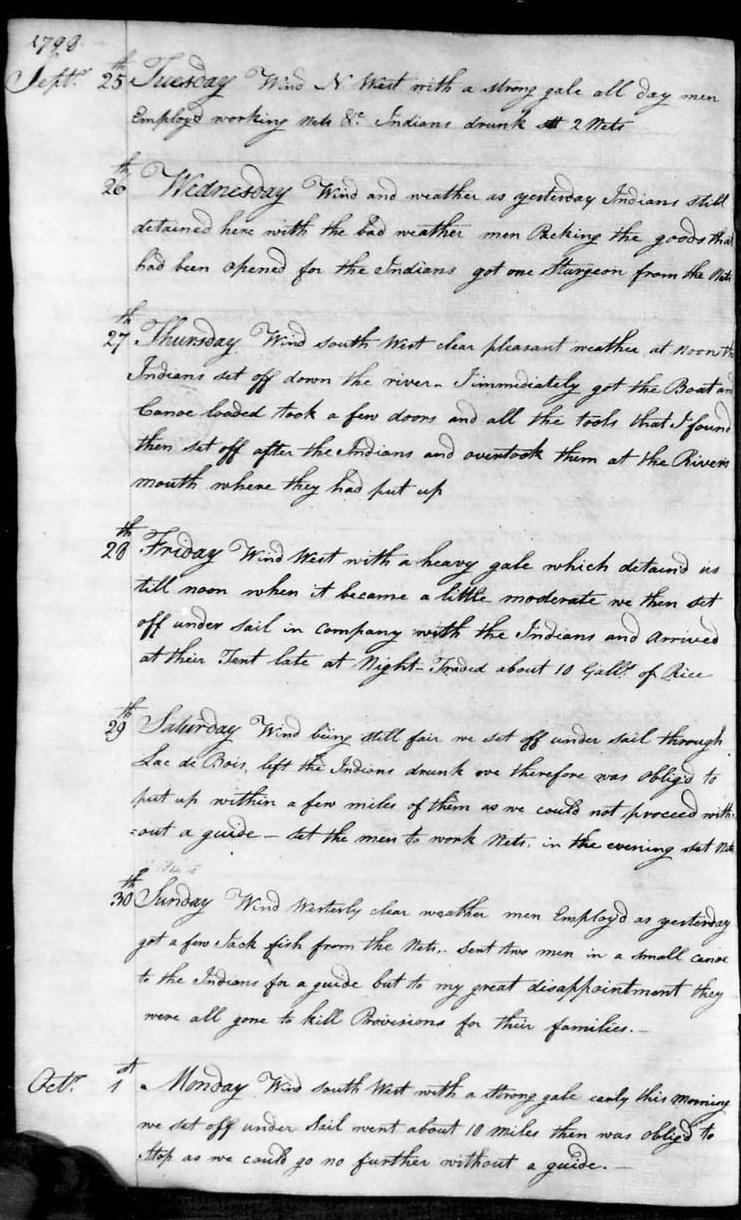 1798
Septr. 25th Tuesday Wind N West with a strong gale all day men
Employd working Nets &c Indians drunk set 2 Nets
26th Wednesday Wind and weather as yesterday Indians still
detained here with the bad weather men Packing the goods that
had been opened for the Indians got one Sturgeon from the Nets
27th Thursday Wind south West clear pleasant weather at Noon the
Indians set off down the river - I immediately got the Boat and
Canoe loaded took a few doors and all the tools that I found
then set off after the Indians and overtook them at the Rivers
mouth where they had put up
28th Friday Wind West with a heavy gale which detain'd us
till noon when it became a little moderate we then set
off under sail in company with the Indians and arrived
at their Tent late at Night - Traded about 10 Galls. of Rice
29th Saturday Wind being still fair we set off under sail through
Lac de Bois, left the Indians drunk we therefore was obligd to
put up within a few miles of them as we could not proceed with-
=out a guide - set the men to work Nets. in the evening set Nets
30th Sunday Wind Westerly clear weather men Employd as yesterday
got a few Jack fish from the Nets.. sent two men in a small canoe
to the Indians for a guide but to my great disappointment they
were all gone to kill Provisions for their families. -
Octr. 1st Monday Wind south West with a strong gale early this Morning
we set off under sail went about 10 Miles then was obligd to
Stop as we could go no further without a guide. -